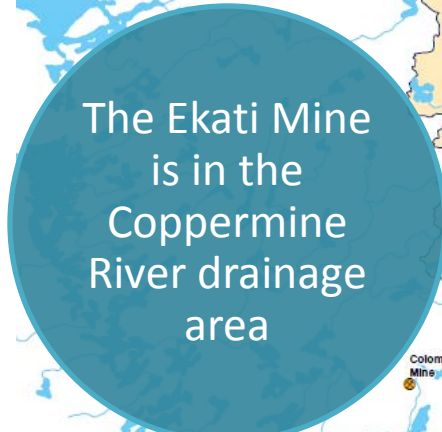 The Ekati Mine
is in the
Coppermine
River drainage
area
Mine